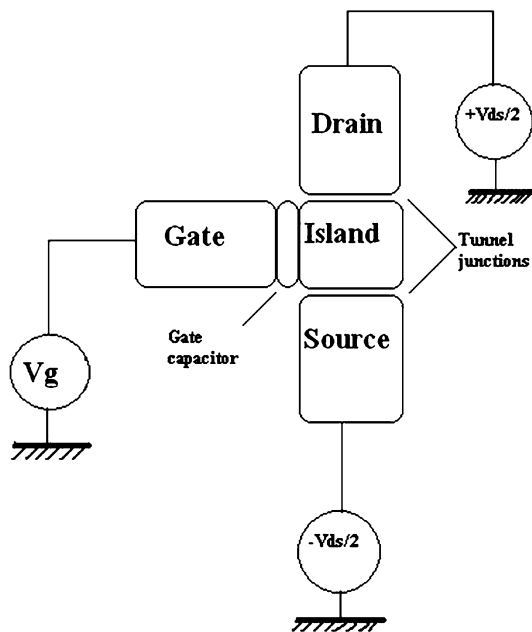 Drain
+Vds/2
Gate
Island
Tunnel
junctions
Gate
capacitor
Source
Vg
-Vds/2